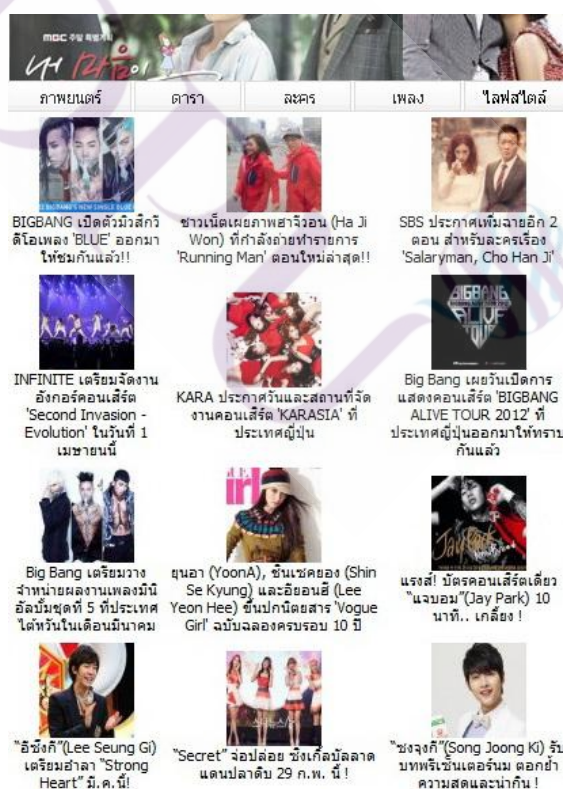 MBC 주말 특별기획
내 마음이
ภาพยนตร์ ดารา ละคร เพลง ไลฟ์สไตล์
BIGBANG'S NEW SINGLE BLUE
BIGBANG เปิดตัวมิวสิกวิ
ดีโอเพลง 'BLUE' ออกมา
ให้ชมกันแล้ว!!
ชาวเน็ตเผยภาพฮาจิวอน (Ha Ji
Won) ที่กำลังถ่ายทำรายการ
'Running Man' ตอนใหม่ล่าสุด!!
SBS ประกาศเพิ่มฉายอีก 2
ตอน สำหรับละครเรื่อง
'Salaryman, Cho Han Ji'
INFINITE เตรียมจัดงาน
อังกอร์คอนเสิร์ต
'Second Invasion -
Evolution' ในวันที่ 1
เมษายนนี้
KARA ประกาศวันและสถานที่จัด
งานคอนเสิร์ต 'KARASIA' ที่
ประเทศญี่ปุ่น
BIGBANG
ALIVE
TOUR
Big Bang เผยวันเปิดการ
แสดงคอนเสิร์ต 'BIGBANG
ALIVE TOUR 2012' ที่
ประเทศญี่ปุ่นออกมาให้ทราบ
กันแล้ว
Big Bang เตรียมวาง
จำหน่ายผลงานเพลงมินิ
อัลบั้มชุดที่ 5 ที่ประเทศ
ไต้หวันในเดือนมีนาคม
irl
ยุนอา (YoonA), ชินเซคยอง (Shin
Se Kyung) และอียอนฮี (Lee
Yeon Hee) ขึ้นปกนิตยสาร 'Vogue
Girl' ฉบับฉลองครบรอบ 10 ปี
Jay Park
แรงส์! บัตรคอนเสิร์ตเดี่ยว
"แจบอม"(Jay Park) 10
นาที.. เกลี้ยง !
"อีซึงกิ"(Lee Seung Gi)
เตรียมอำลา "Strong
Heart" มี.ค.นี้!
"Secret" จ่อปล่อย ซิงเกิ้ลบัลลาด
แดนปลาดิบ 29 ก.พ. นี้ !
"ซงจุงกิ"(Song Joong Ki) รับ
บทพรีเซ็นเตอร์นม ตอกย้ำ
ความสดและน่ากิน !